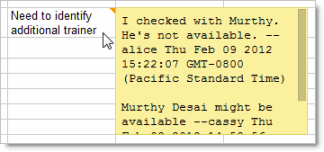 Need to identify
additional trainer
I checked with Murthy.
He's not available. --
alice Thu Feb 09 2012
15:22:07 GMT-0800
(Pacific Standard Time)
Murthy Desai might be
available --cassy Thu